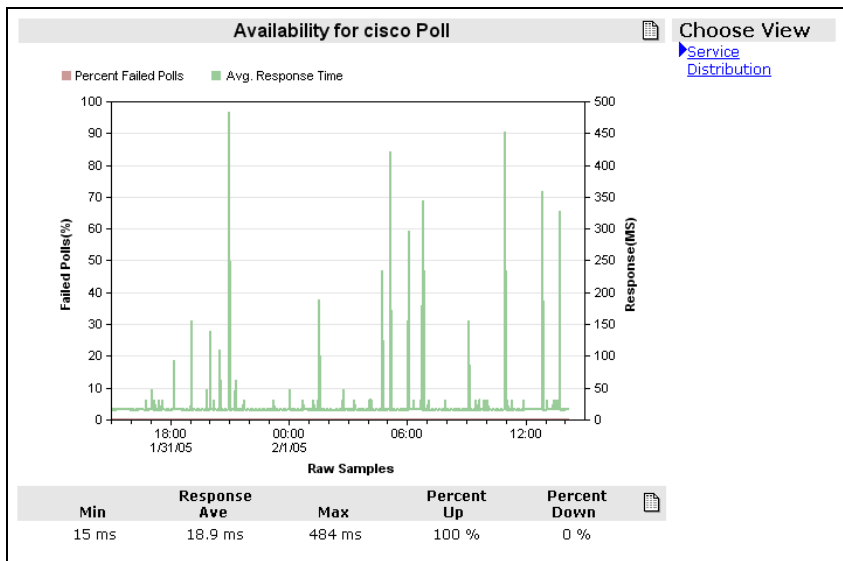 Availability for cisco Poll
Choose View
Service
Distribution
Percent Failed Polls
Avg. Response Time
100
90
80
70
60
50
40
30
20
10
0
Failed Polls(%)
500
450
400
350
300
250
200
150
100
50
0
Response(MS)
18:00 00:00 06:00 12:00
1/31/05 2/1/05
Raw Samples
Min Response Ave Max Percent Up Percent Down
15 ms 18.9 ms 484 ms 100 % 0 %